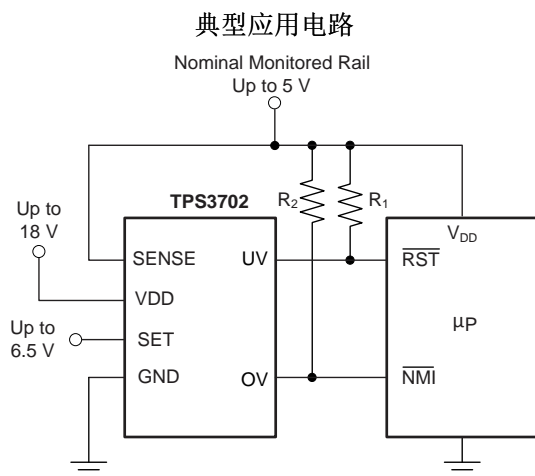 典型应用电路
Nominal Monitored Rail
Up to 5 V
TPS3702
R2
R1
Up to
18 V
VDD
SENSE
UV
RST
VDD
Up to
6.5 V
SET
µP
GND
OV
NMI